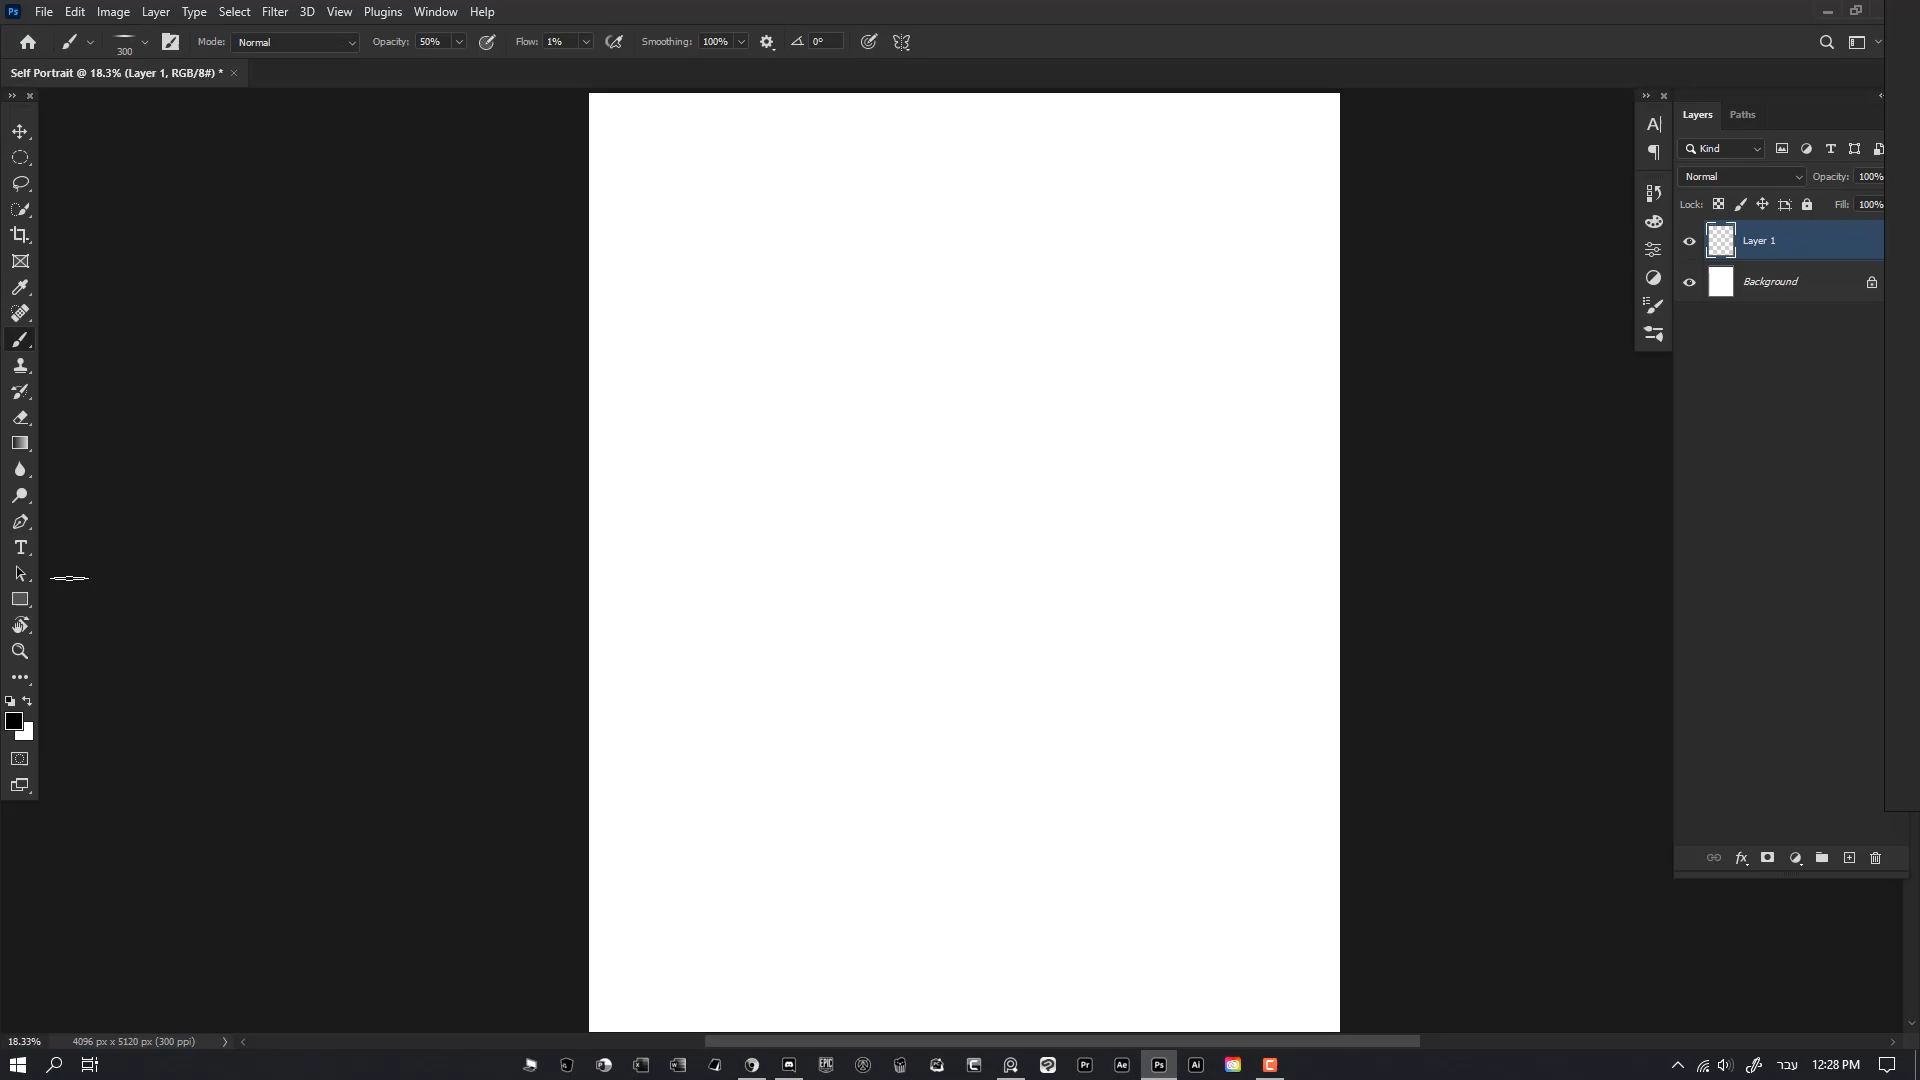 Ps File Edit Image Layer Type Select Filter 3D View Plugins Window Help
300 Mode: Normal Opacity: 50% Flow: 1% Smoothing: 100% 0°
Self Portrait @ 18.3% (Layer 1, RGB/8#) *
Layers Paths
Kind
Normal Opacity: 100%
Lock: Fill: 100%
Layer 1
Background
fx
18.33% 4096 px x 5120 px (300 ppi)
EPIC GAMES Pr Ae Ps Ai עבר 12:28 PM